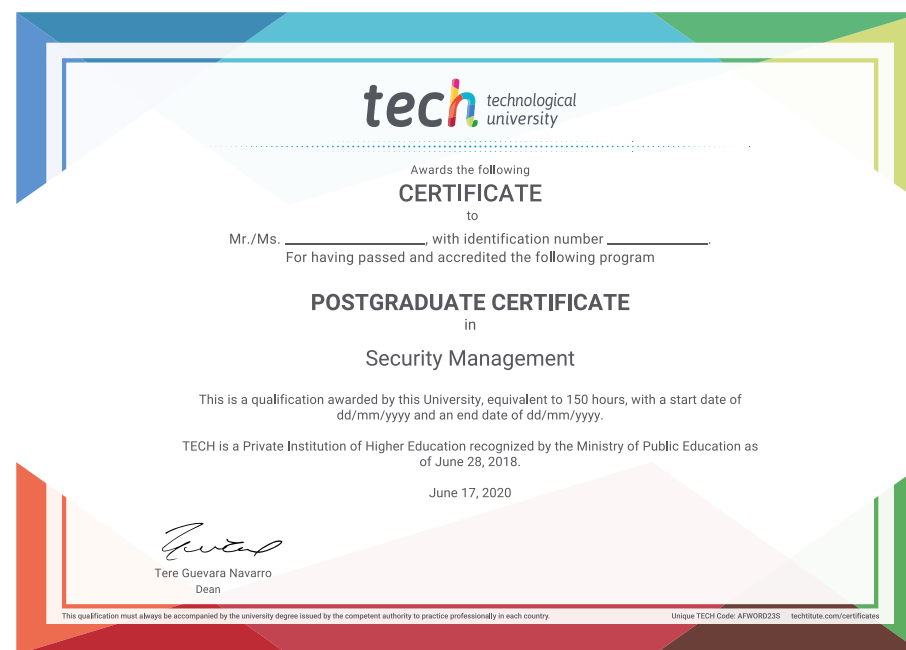 tech technological
university
Awards the following
CERTIFICATE
to
Mr./Ms. ____________________, with identification number ______________.
For having passed and accredited the following program
POSTGRADUATE CERTIFICATE
in
Security Management
This is a qualification awarded by this University, equivalent to 150 hours, with a start date of
dd/mm/yyyy and an end date of dd/mm/yyyy.
TECH is a Private Institution of Higher Education recognized by the Ministry of Public Education as
of June 28, 2018.
June 17, 2020
Tere Guevara Navarro
Dean
This qualification must always be accompanied by the university degree issued by the competent authority to practice professionally in each country. Unique TECH Code: AFWORD23S techtitute.com/certificates